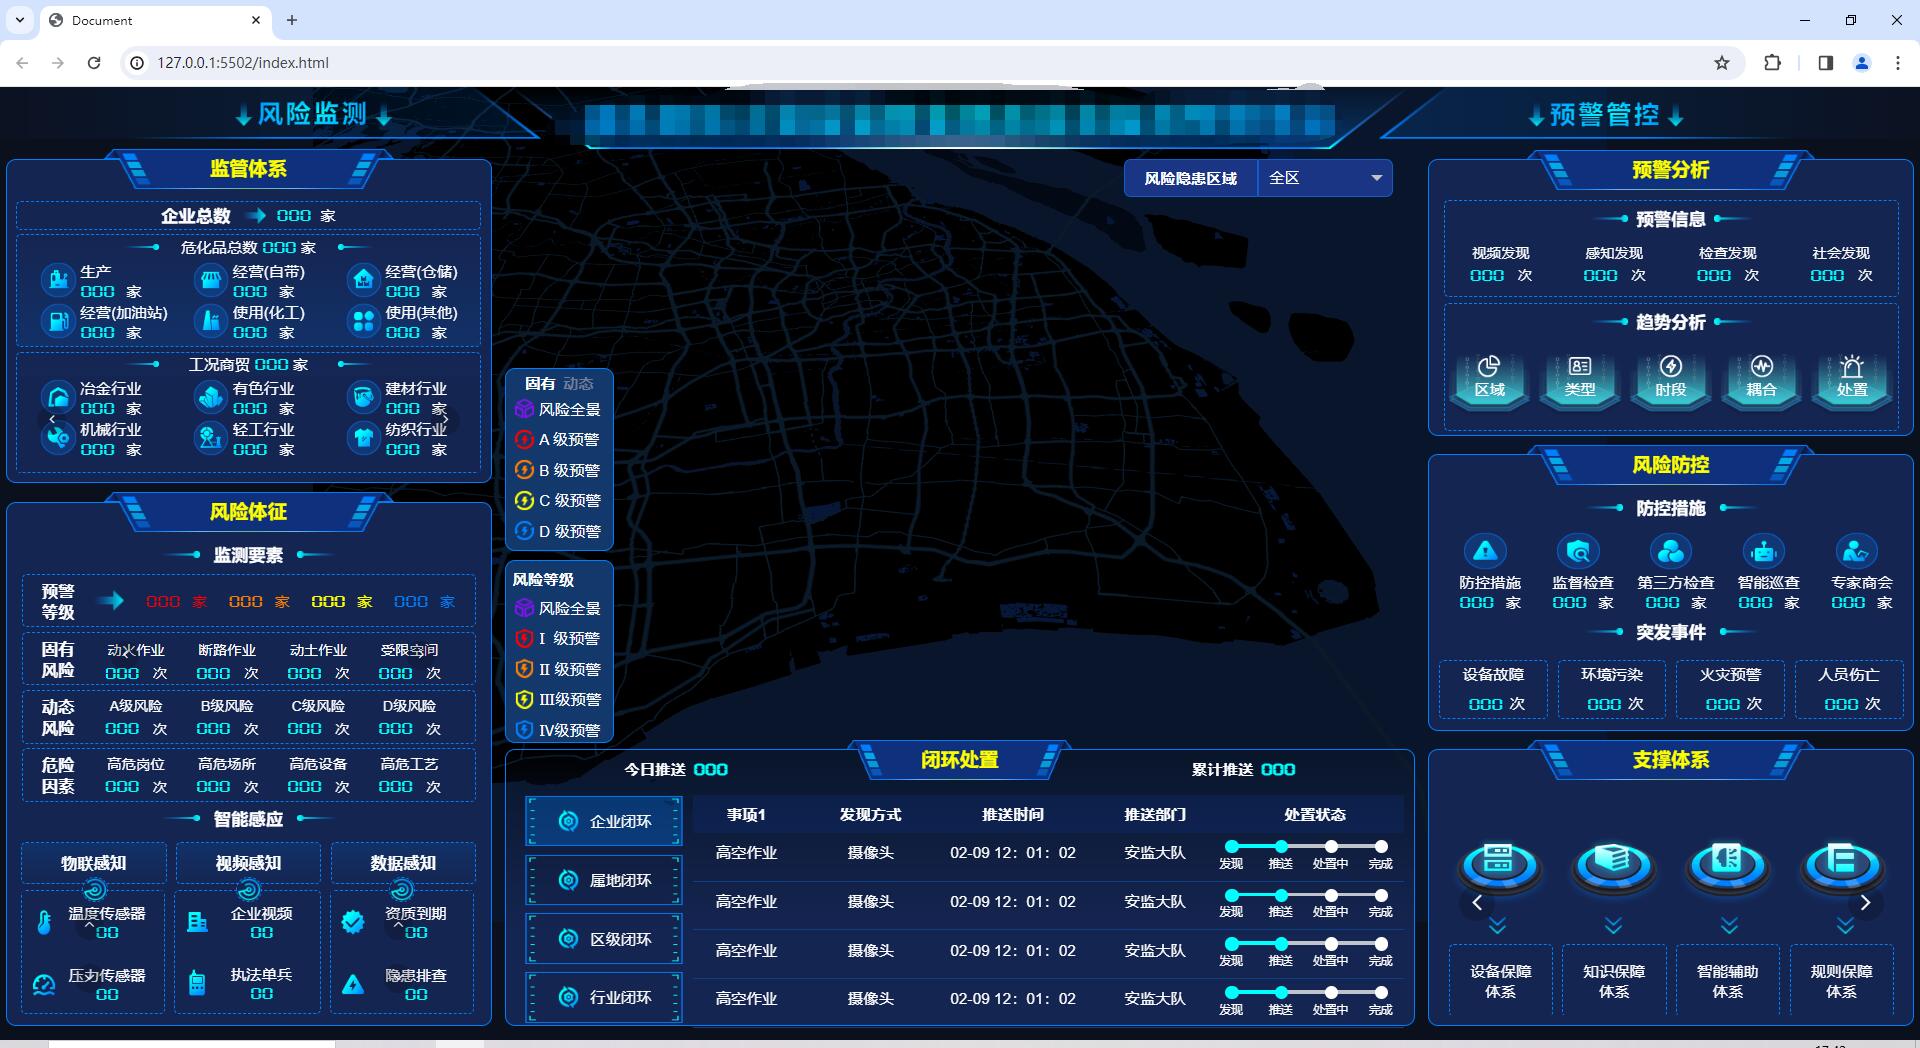 Document
127.0.0.1:5502/index.html
风险监测
预警管控
监管体系
企业总数 000 家
危化品总数 000 家
生产 经营(自带) 经营(仓储)
000 家 000 家 000 家
经营(加油站) 使用(化工) 使用(其他)
000 家 000 家 000 家
工况商贸 000 家
冶金行业 有色行业 建材行业
000 家 000 家 000 家
机械行业 轻工行业 纺织行业
000 家 000 家 000 家
风险体征
监测要素
预警等级 000 家 000 家 000 家 000 家
固有风险
动火作业 断路作业 动土作业 受限空间
000 次 000 次 000 次 000 次
动态风险
A级风险 B级风险 C级风险 D级风险
000 次 000 次 000 次 000 次
危险因素
高危岗位 高危场所 高危设备 高危工艺
000 次 000 次 000 次 000 次
智能感应
物联感知 视频感知 数据感知
温度传感器 企业视频 资质到期
00 00 00
压力传感器 执法单兵 隐患排查
00 00 00
风险隐患区域 全区
固有 动态
风险全景
A 级预警
B 级预警
C 级预警
D 级预警
风险等级
风险全景
I 级预警
II 级预警
III级预警
IV级预警
闭环处置
今日推送 000
累计推送 000
企业闭环
属地闭环
区级闭环
行业闭环
事项1 发现方式 推送时间 推送部门 处置状态
高空作业 摄像头 02-09 12：01：02 安监大队 发现 推送 处置中 完成
高空作业 摄像头 02-09 12：01：02 安监大队 发现 推送 处置中 完成
高空作业 摄像头 02-09 12：01：02 安监大队 发现 推送 处置中 完成
高空作业 摄像头 02-09 12：01：02 安监大队 发现 推送 处置中 完成
预警分析
预警信息
视频发现 感知发现 检查发现 社会发现
000 次 000 次 000 次 000 次
趋势分析
区域 类型 时段 耦合 处置
风险防控
防控措施
防控措施 监督检查 第三方检查 智能巡查 专家商会
000 家 000 家 000 家 000 家 000 家
突发事件
设备故障 环境污染 火灾预警 人员伤亡
000 次 000 次 000 次 000 次
支撑体系
设备保障 知识保障 智能辅助 规则保障
体系 体系 体系 体系